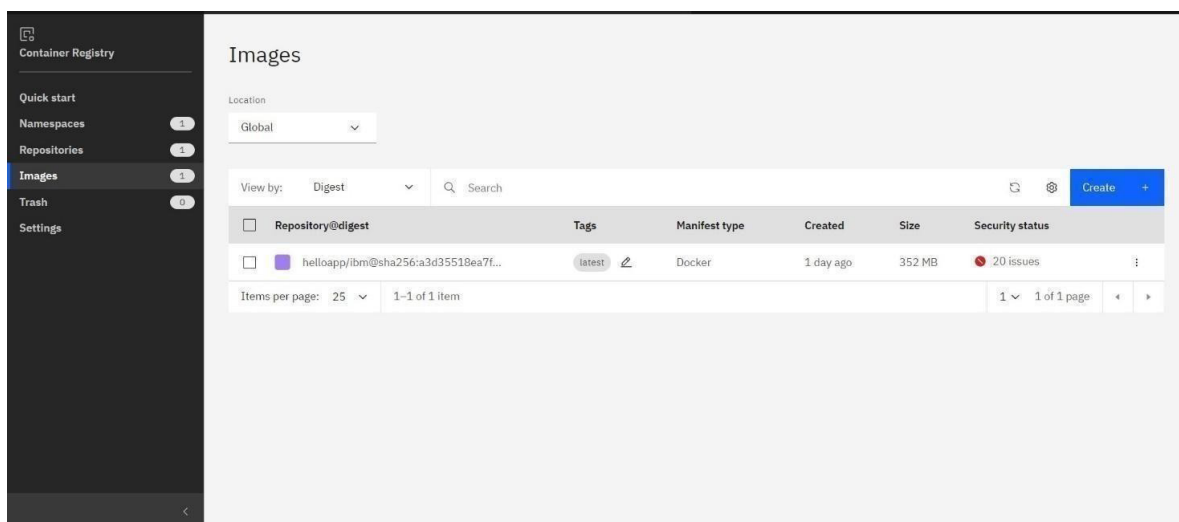 Container Registry
Quick start
Namespaces 1
Repositories 1
Images 1
Trash 0
Settings
Images
Location
Global
View by: Digest Search Create +
Repository@digest Tags Manifest type Created Size Security status
helloapp/ibm@sha256:a3d35518ea7f... latest Docker 1 day ago 352 MB 20 issues
Items per page: 25 1–1 of 1 item 1 1 of 1 page